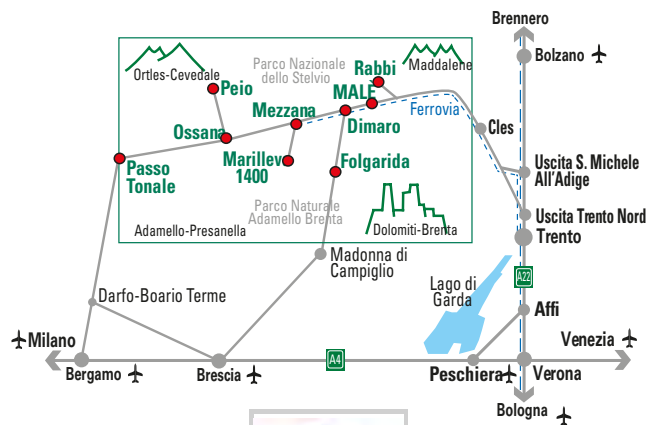 Brennero
Bolzano
Ortles-Cevedale
Parco Nazionale
dello Stelvio
Maddalene
Rabbi
Peio
MALÈ
Mezzana
Ferrovia
Dimaro
Cles
Ossana
Marillev
1400
Folgarida
Passo
Tonale
Uscita S. Michele
All'Adige
Parco Naturale
Adamello Brenta
Uscita Trento Nord
Adamello-Presanella
Dolomiti-Brenta
Trento
Madonna di
Campiglio
Lago di
Garda
A22
Darfo-Boario Terme
Affi
Milano
Venezia
A4
Bergamo
Brescia
Peschiera
Verona
Bologna